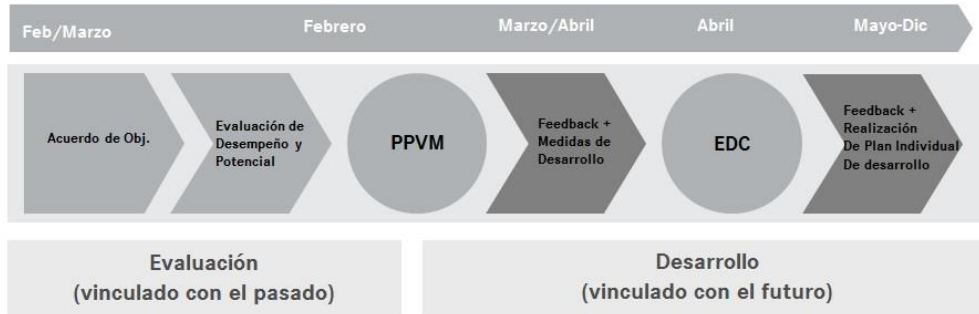 Feb/Marzo
Febrero
Marzo/Abril
Abril
Mayo-Dic
Acuerdo de Obj.
Evaluación de
Desempeño y
Potencial
PPVM
Feedback +
Medidas de
Desarrollo
EDC
Feedback +
Realización
De Plan Individual
De desarrollo
Evaluación
(vinculado con el pasado)
Desarrollo
(vinculado con el futuro)